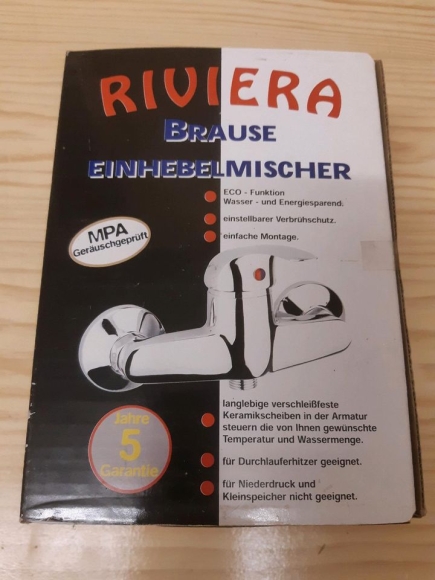 RIVIERA
BRAUSE
EINHEBELMISCHER
ECO - Funktion
Wasser - und Energiesparend.
einstellbarer Verbrühschutz.
einfache Montage.
MPA
Geräuschgeprüft
langlebige verschleißfeste
Keramikscheiben in der Armatur
steuern die von Ihnen gewünschte
Temperatur und Wassermenge.
Jahre
5
Garantie
für Durchlauferhitzer geeignet.
für Niederdruck und
Kleinspeicher nicht geeignet.